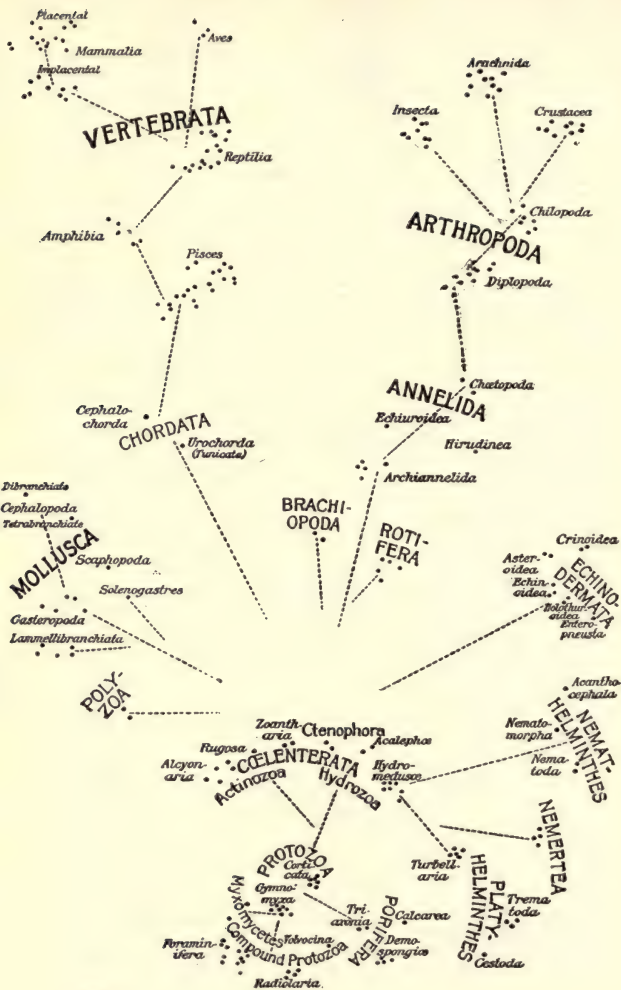 Placental
Mammalia
Implacental
Aves
VERTEBRATA
Reptilia
Amphibia
Pisces
Arachnida
Insecta
Crustacea
Chilopoda
ARTHROPODA
Diplopoda
Chætopoda
ANNELIDA
Echiuroidea
Hirudinea
Archiannelida
Cephalo-
chorda
CHORDATA
Urochorda
(Tunicata)
Dibranchiate
Cephalopoda
Tetrabranchiate
MOLLUSCA
Scaphopoda
Solenogastres
Gasteropoda
Lammellibranchiata
BRACHI-
OPODA
ROTI-
FERA
Crinoidea
Aster-
oidea
Echin-
oidea
ECHINO-
DERMATA
Holothur-
oidea
Entero-
pneusta
POLY-
ZOA
Acantho-
cephala
Nemato-
morpha
Nema-
toda
NEMAT-
HELMINTHES
Zoanth-
aria
Ctenophora
Acalephæ
Rugosa
Alcyon-
aria
CŒLENTERATA
Actinozoa
Hydrozoa
Hydro-
medusæ
NEMERTEA
Turbell-
aria
PLATY-
HELMINTHES
Trema
toda
Cestoda
PROTOZOA
Corti
cata
Gymno-
myxa
Myxomycetes
Compound Protozoa
Volvocina
Foramin-
ifera
Radiolaria
Tri-
axonia
PORIFERA
Calcarea
Demo-
spongiæ